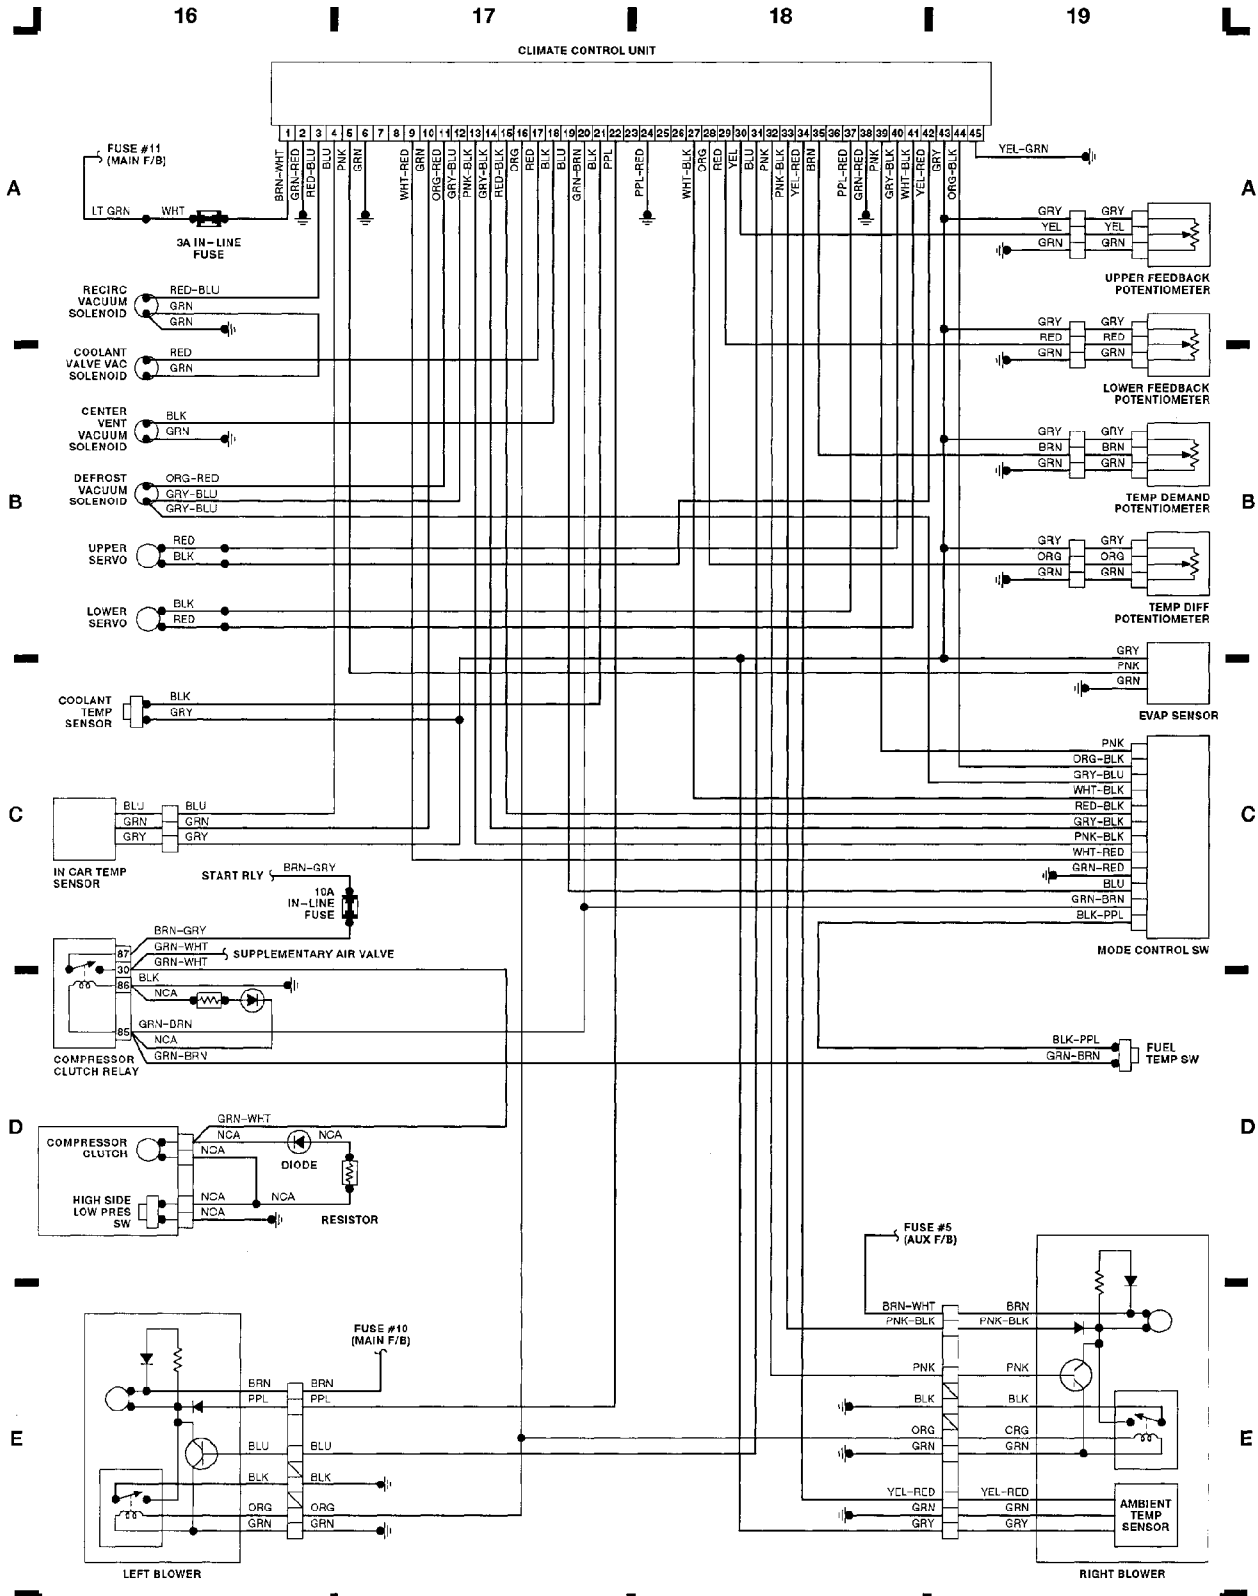 16 17 18 19
CLIMATE CONTROL UNIT
1 2 3 4 5 6 7 8 9 10 11 12 13 14 15 16 17 18 19 20 21 22 23 24 25 26 27 28 29 30 31 32 33 34 35 36 37 38 39 40 41 42 43 44 45
BRN-WHT
GRN-RED
RED-BLU
BLU
PNK
GRN
WHT-RED
GRN
ORG-RED
GRY-BLU
PNK-BLK
GRY-BLK
RED-BLK
ORG
RED
BLK
BLU
GRN-BRN
BLK
PPL
PPL-RED
WHT-BLK
ORG
RED
YEL
BLU
PNK
PNK-BLK
YEL-RED
BRN
PPL-RED
GRN-RED
PNK
GRY-BLK
WHT-BLK
YEL-RED
GRY
ORG-BLK
YEL-GRN
FUSE #11
(MAIN F/B)
A
A
LT GRN
WHT
3A IN-LINE
FUSE
GRY GRY
YEL YEL
GRN GRN
UPPER FEEDBACK
POTENTIOMETER
RECIRC
VACUUM
SOLENOID
RED-BLU
GRN
GRN
GRY GRY
RED RED
GRN GRN
LOWER FEEDBACK
POTENTIOMETER
COOLANT
VALVE VAC
SOLENOID
RED
GRN
CENTER
VENT
VACUUM
SOLENOID
BLK
GRN
GRY GRY
BRN BRN
GRN GRN
TEMP DEMAND
POTENTIOMETER
DEFROST
VACUUM
SOLENOID
ORG-RED
GRY-BLU
GRY-BLU
B
B
UPPER
SERVO
RED
BLK
GRY GRY
ORG ORG
GRN GRN
TEMP DIFF
POTENTIOMETER
LOWER
SERVO
BLK
RED
GRY
PNK
GRN
EVAP SENSOR
COOLANT
TEMP
SENSOR
BLK
GRY
PNK
ORG-BLK
GRY-BLU
WHT-BLK
RED-BLK
GRY-BLK
PNK-BLK
WHT-RED
GRN-RED
BLU
GRN-BRN
BLK-PPL
MODE CONTROL SW
C
C
BLU BLU
GRN GRN
GRY GRY
IN CAR TEMP
SENSOR
START RLY
BRN-GRY
10A
IN-LINE
FUSE
BRN-GRY
87
GRN-WHT
SUPPLEMENTARY AIR VALVE
GRN-WHT
30
BLK
86
NCA
GRN-BRN
85
NCA
GRN-BRN
COMPRESSOR
CLUTCH RELAY
BLK-PPL
GRN-BRN
FUEL
TEMP SW
D
D
GRN-WHT
COMPRESSOR
CLUTCH
NCA
NCA
NCA
DIODE
HIGH SIDE
LOW PRES
SW
NCA
NCA
NCA
RESISTOR
FUSE #5
(AUX F/B)
FUSE #10
(MAIN F/B)
BRN-WHT BRN
PNK-BLK PNK-BLK
PNK PNK
BLK BLK
ORG ORG
GRN GRN
YEL-RED YEL-RED
GRN GRN
GRY GRY
AMBIENT
TEMP
SENSOR
RIGHT BLOWER
BRN BRN
PPL PPL
BLU BLU
BLK BLK
ORG ORG
GRN GRN
E
E
LEFT BLOWER